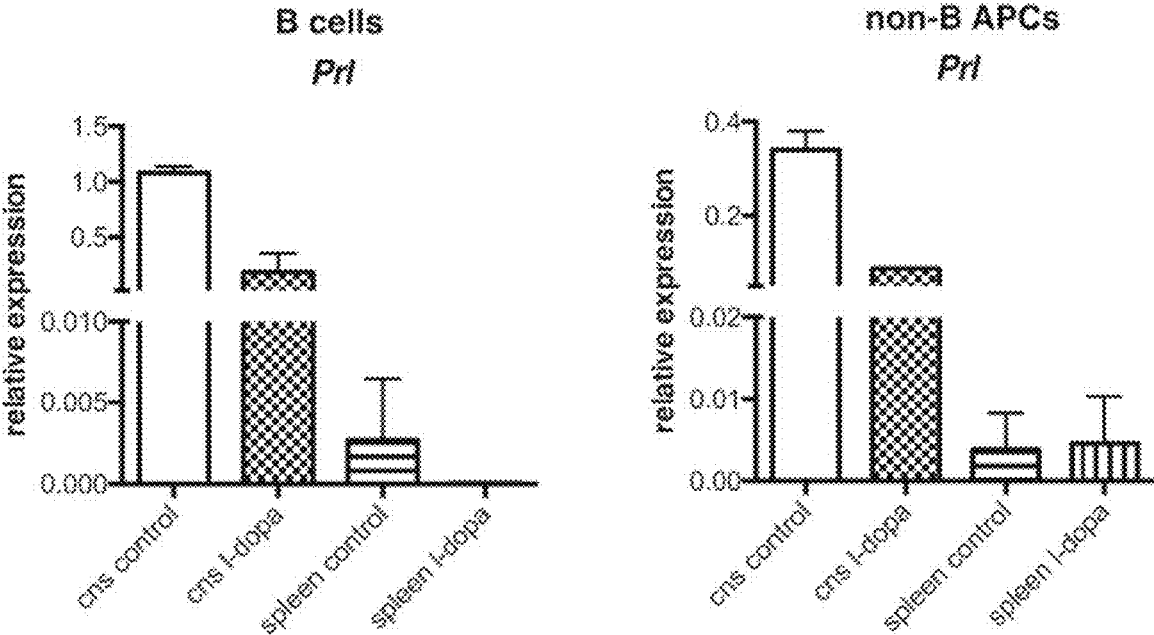 B cells
Prl
relative expression
1.5
1.0
0.5
0.010
0.005
0.000
cns control
cns l-dopa
spleen control
spleen l-dopa
non-B APCs
Prl
relative expression
0.4
0.2
0.02
0.01
0.00
cns control
cns l-dopa
spleen control
spleen l-dopa